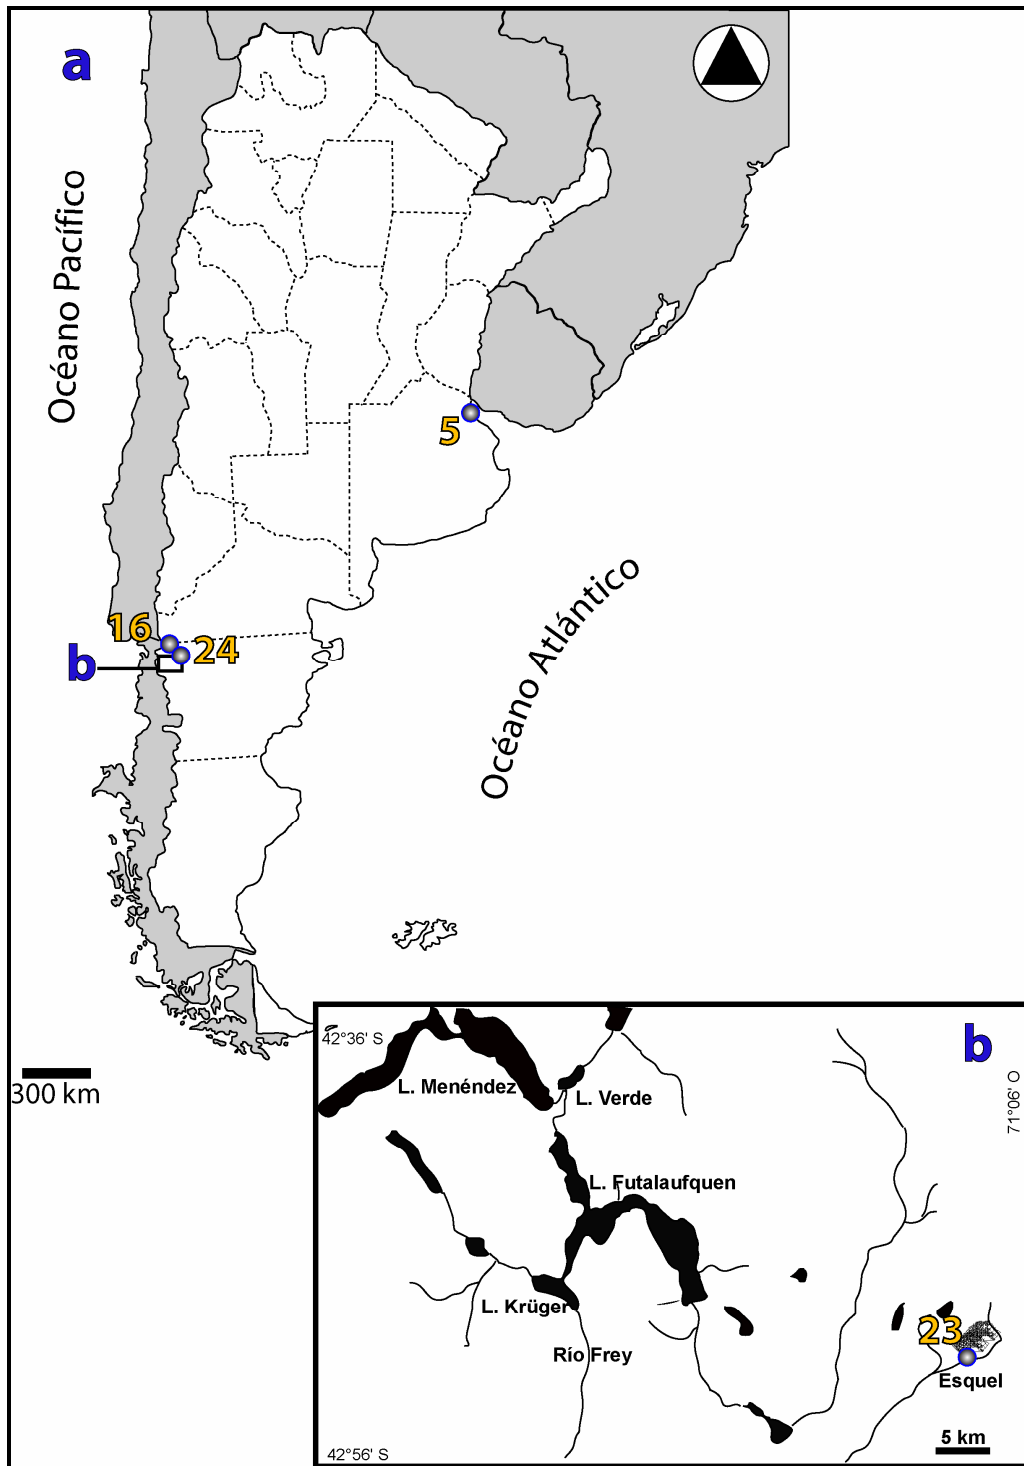 a
Océano Pacífico
5
16
24
b
Océano Atlántico
300 km
42°36' S
b
L. Menéndez
L. Verde
71°06' O
L. Futalaufquen
L. Krüger
23
Río Frey
Esquel
5 km
42°56' S